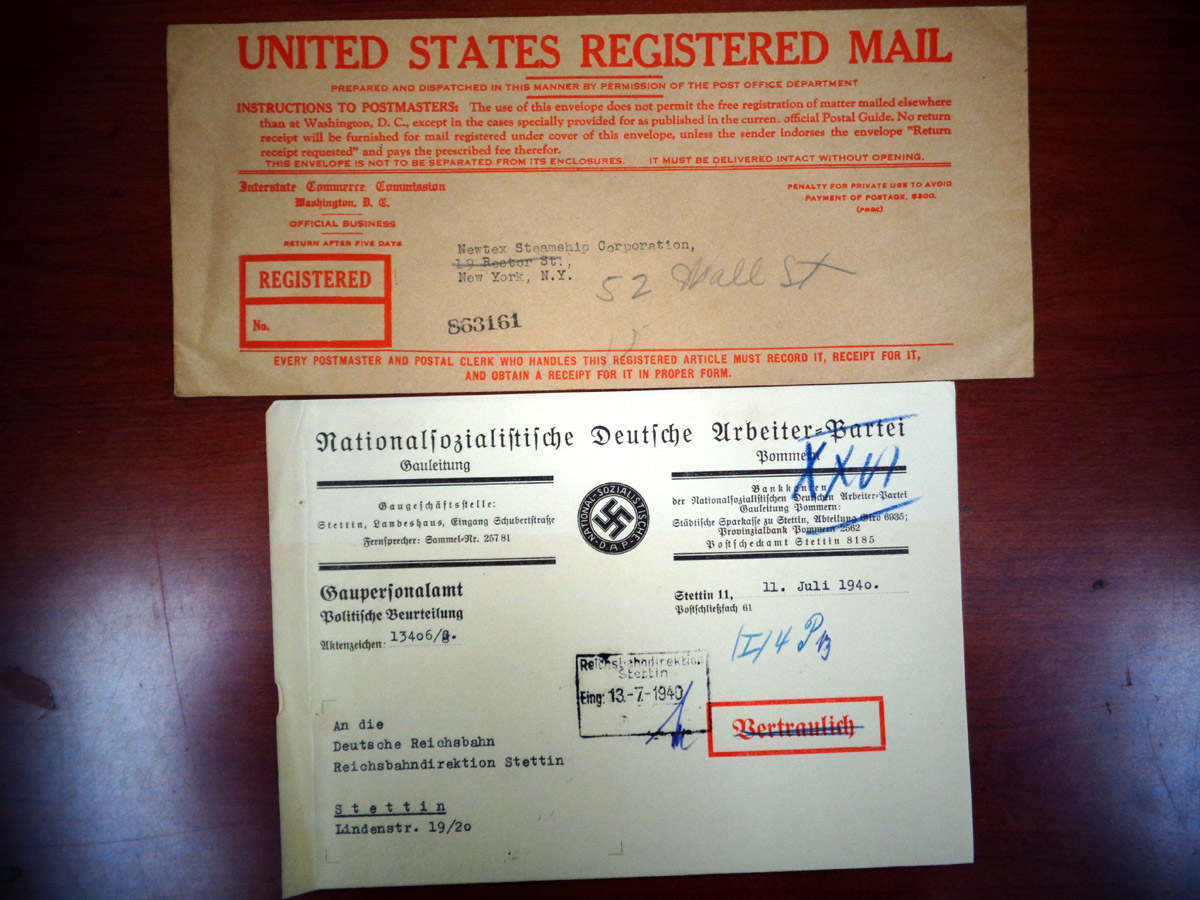 UNITED STATES REGISTERED MAIL
PREPARED AND DISPATCHED IN THIS MANNER BY PERMISSION OF THE POST OFFICE DEPARTMENT
INSTRUCTIONS TO POSTMASTERS: The use of this envelope does not permit the free registration of matter mailed elsewhere
than at Washington, D. C., except in the cases specially provided for as published in the curren. official Postal Guide. No return
receipt will be furnished for mail registered under cover of this envelope, unless the sender indorses the envelope "Return
receipt requested" and pays the prescribed fee therefor.
THIS ENVELOPE IS NOT TO BE SEPARATED FROM ITS ENCLOSURES. IT MUST BE DELIVERED INTACT WITHOUT OPENING.
Interstate Commerce Commission
Washington, D. C.
OFFICIAL BUSINESS
RETURN AFTER FIVE DAYS
PENALTY FOR PRIVATE USE TO AVOID
PAYMENT OF POSTAGE, $300.
(PMGC)
REGISTERED
No.
Newtex Steamship Corporation,
19 Rector St.,
New York, N.Y.
52 Wall St
863161
EVERY POSTMASTER AND POSTAL CLERK WHO HANDLES THIS REGISTERED ARTICLE MUST RECORD IT, RECEIPT FOR IT,
AND OBTAIN A RECEIPT FOR IT IN PROPER FORM.
Nationalsozialistische Deutsche Arbeiter-Partei
Gauleitung
Pommern
XXVI
Gaugeschäftsstelle:
Stettin, Landeshaus, Eingang Schubertstraße
Fernsprecher: Sammel-Nr. 25781
NATIONAL-SOZIALISTISCHE
D.A.P.
Bankkonten
der Nationalsozialistischen Deutschen Arbeiter-Partei
Gauleitung Pommern:
Städtische Sparkasse zu Stettin, Abteilung Giro 6935;
Provinzialbank Pommern 2562
Postscheckamt Stettin 8185
Gaupersonalamt
Politische Beurteilung
Aktenzeichen: 13406/g.
Stettin 11, 11. Juli 1940.
Postschließfach 61
I/4 P
Reichsbahndirektion
Stettin
Eing: 13.-7.-1940
Vertraulich
An die
Deutsche Reichsbahn
Reichsbahndirektion Stettin
Stettin
Lindenstr. 19/20